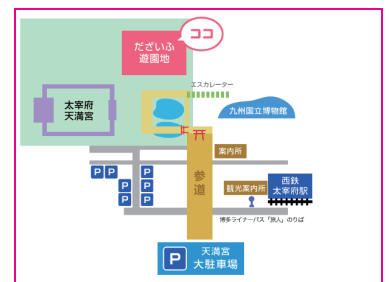 ココ
だざいふ
遊園地
エスカレーター
太宰府
天満宮
九州国立博物館
案内所
P P P
P P
P P
参道
観光案内所
西鉄
太宰府駅
博多ライナーバス「旅人」のりば
P
天満宮
大駐車場